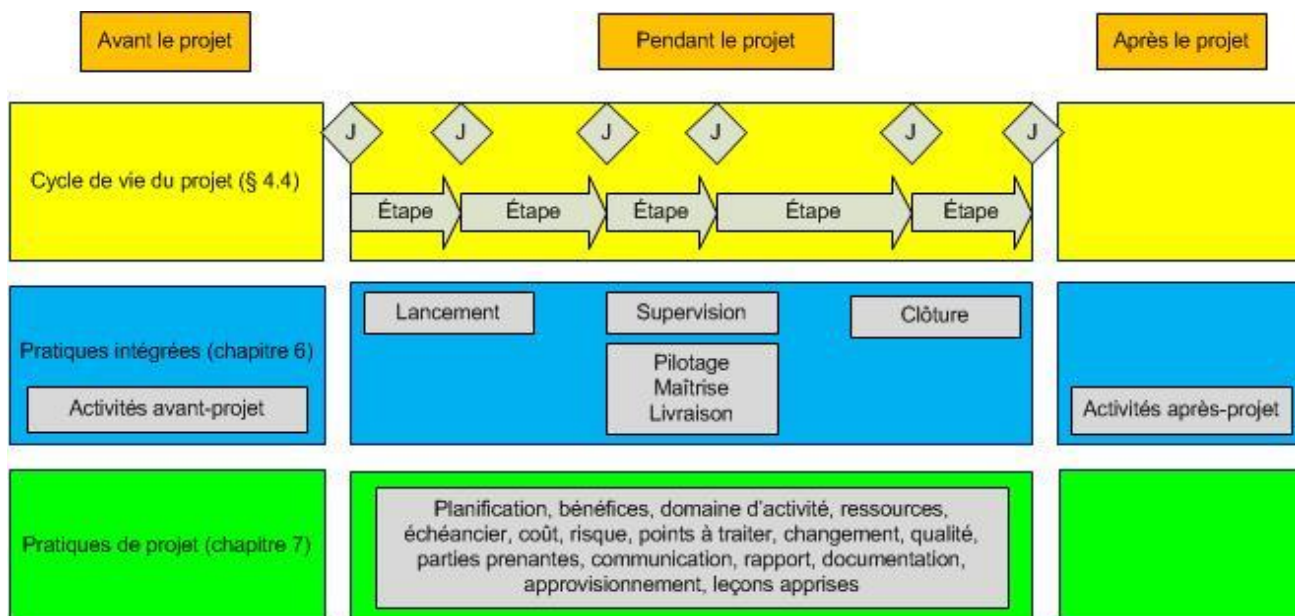 Avant le projet
Pendant le projet
Après le projet
Cycle de vie du projet (§ 4.4)
J
J
J
J
J
J
Étape
Étape
Étape
Étape
Étape
Pratiques intégrées (chapitre 6)
Activités avant-projet
Lancement
Supervision
Clôture
Pilotage
Maîtrise
Livraison
Activités après-projet
Pratiques de projet (chapitre 7)
Planification, bénéfices, domaine d'activité, ressources,
échéancier, coût, risque, points à traiter, changement, qualité,
parties prenantes, communication, rapport, documentation,
approvisionnement, leçons apprises